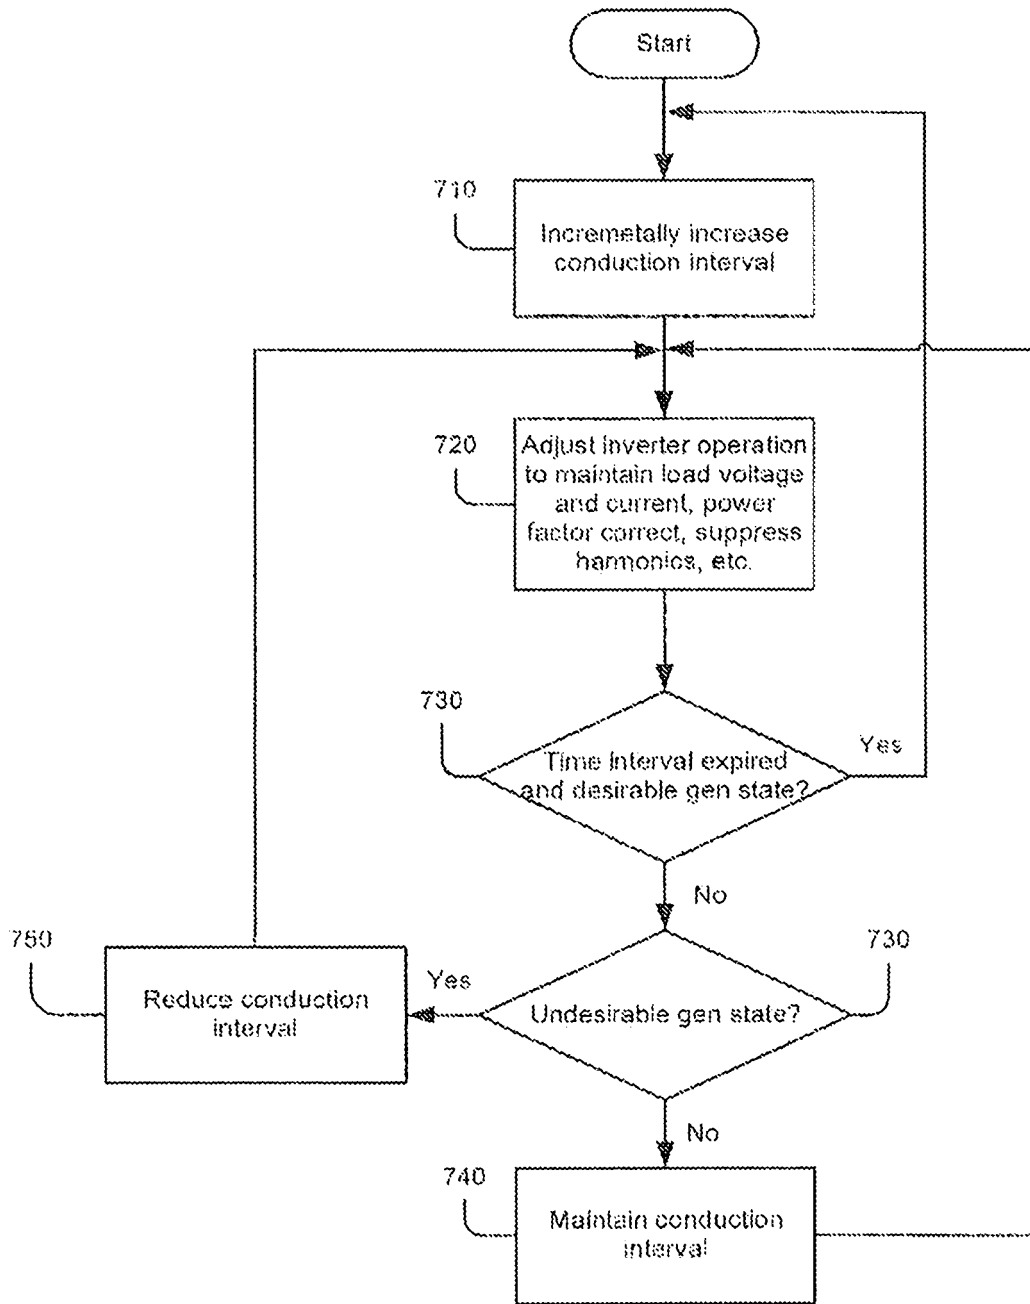 Start
710
Incremetally increase
conduction interval
720
Adjust inverter operation
to maintain load voltage
and current, power
factor correct, suppress
harmonics, etc.
730
Time interval expired
and desirable gen state?
Yes
No
750
Reduce conduction
interval
Yes
Undesirable gen state?
730
No
740
Maintain conduction
interval